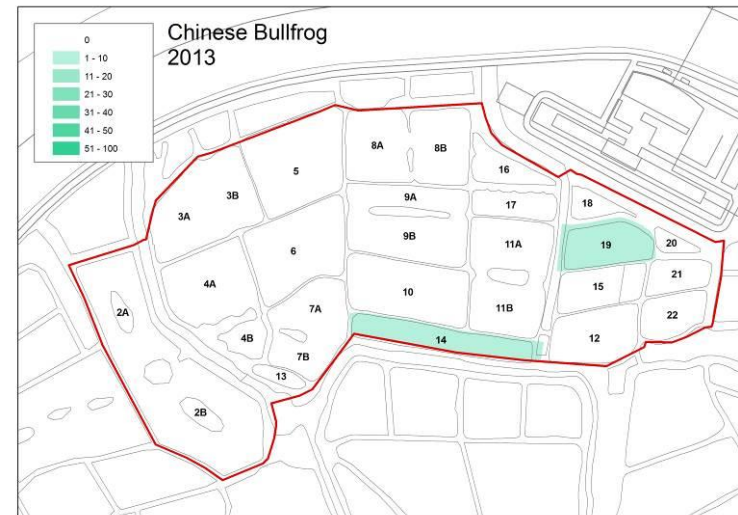 Chinese Bullfrog
2013
0
1 - 10
11 - 20
21 - 30
31 - 40
41 - 50
51 - 100
8A
8B
5
16
3B
9A
17
18
3A
9B
11A
19
20
6
4A
10
15
21
2A
7A
11B
22
4B
14
12
7B
13
2B